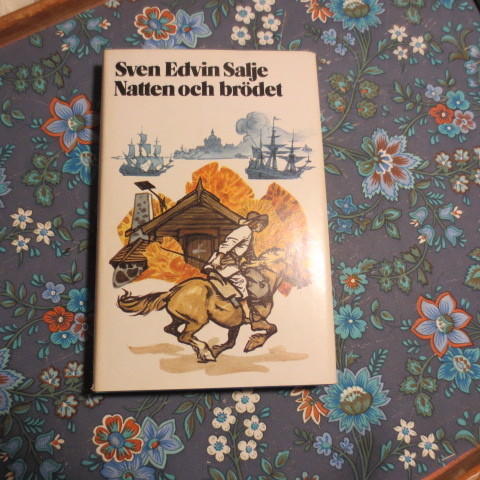 Sven Edvin Salje
Natten och brödet